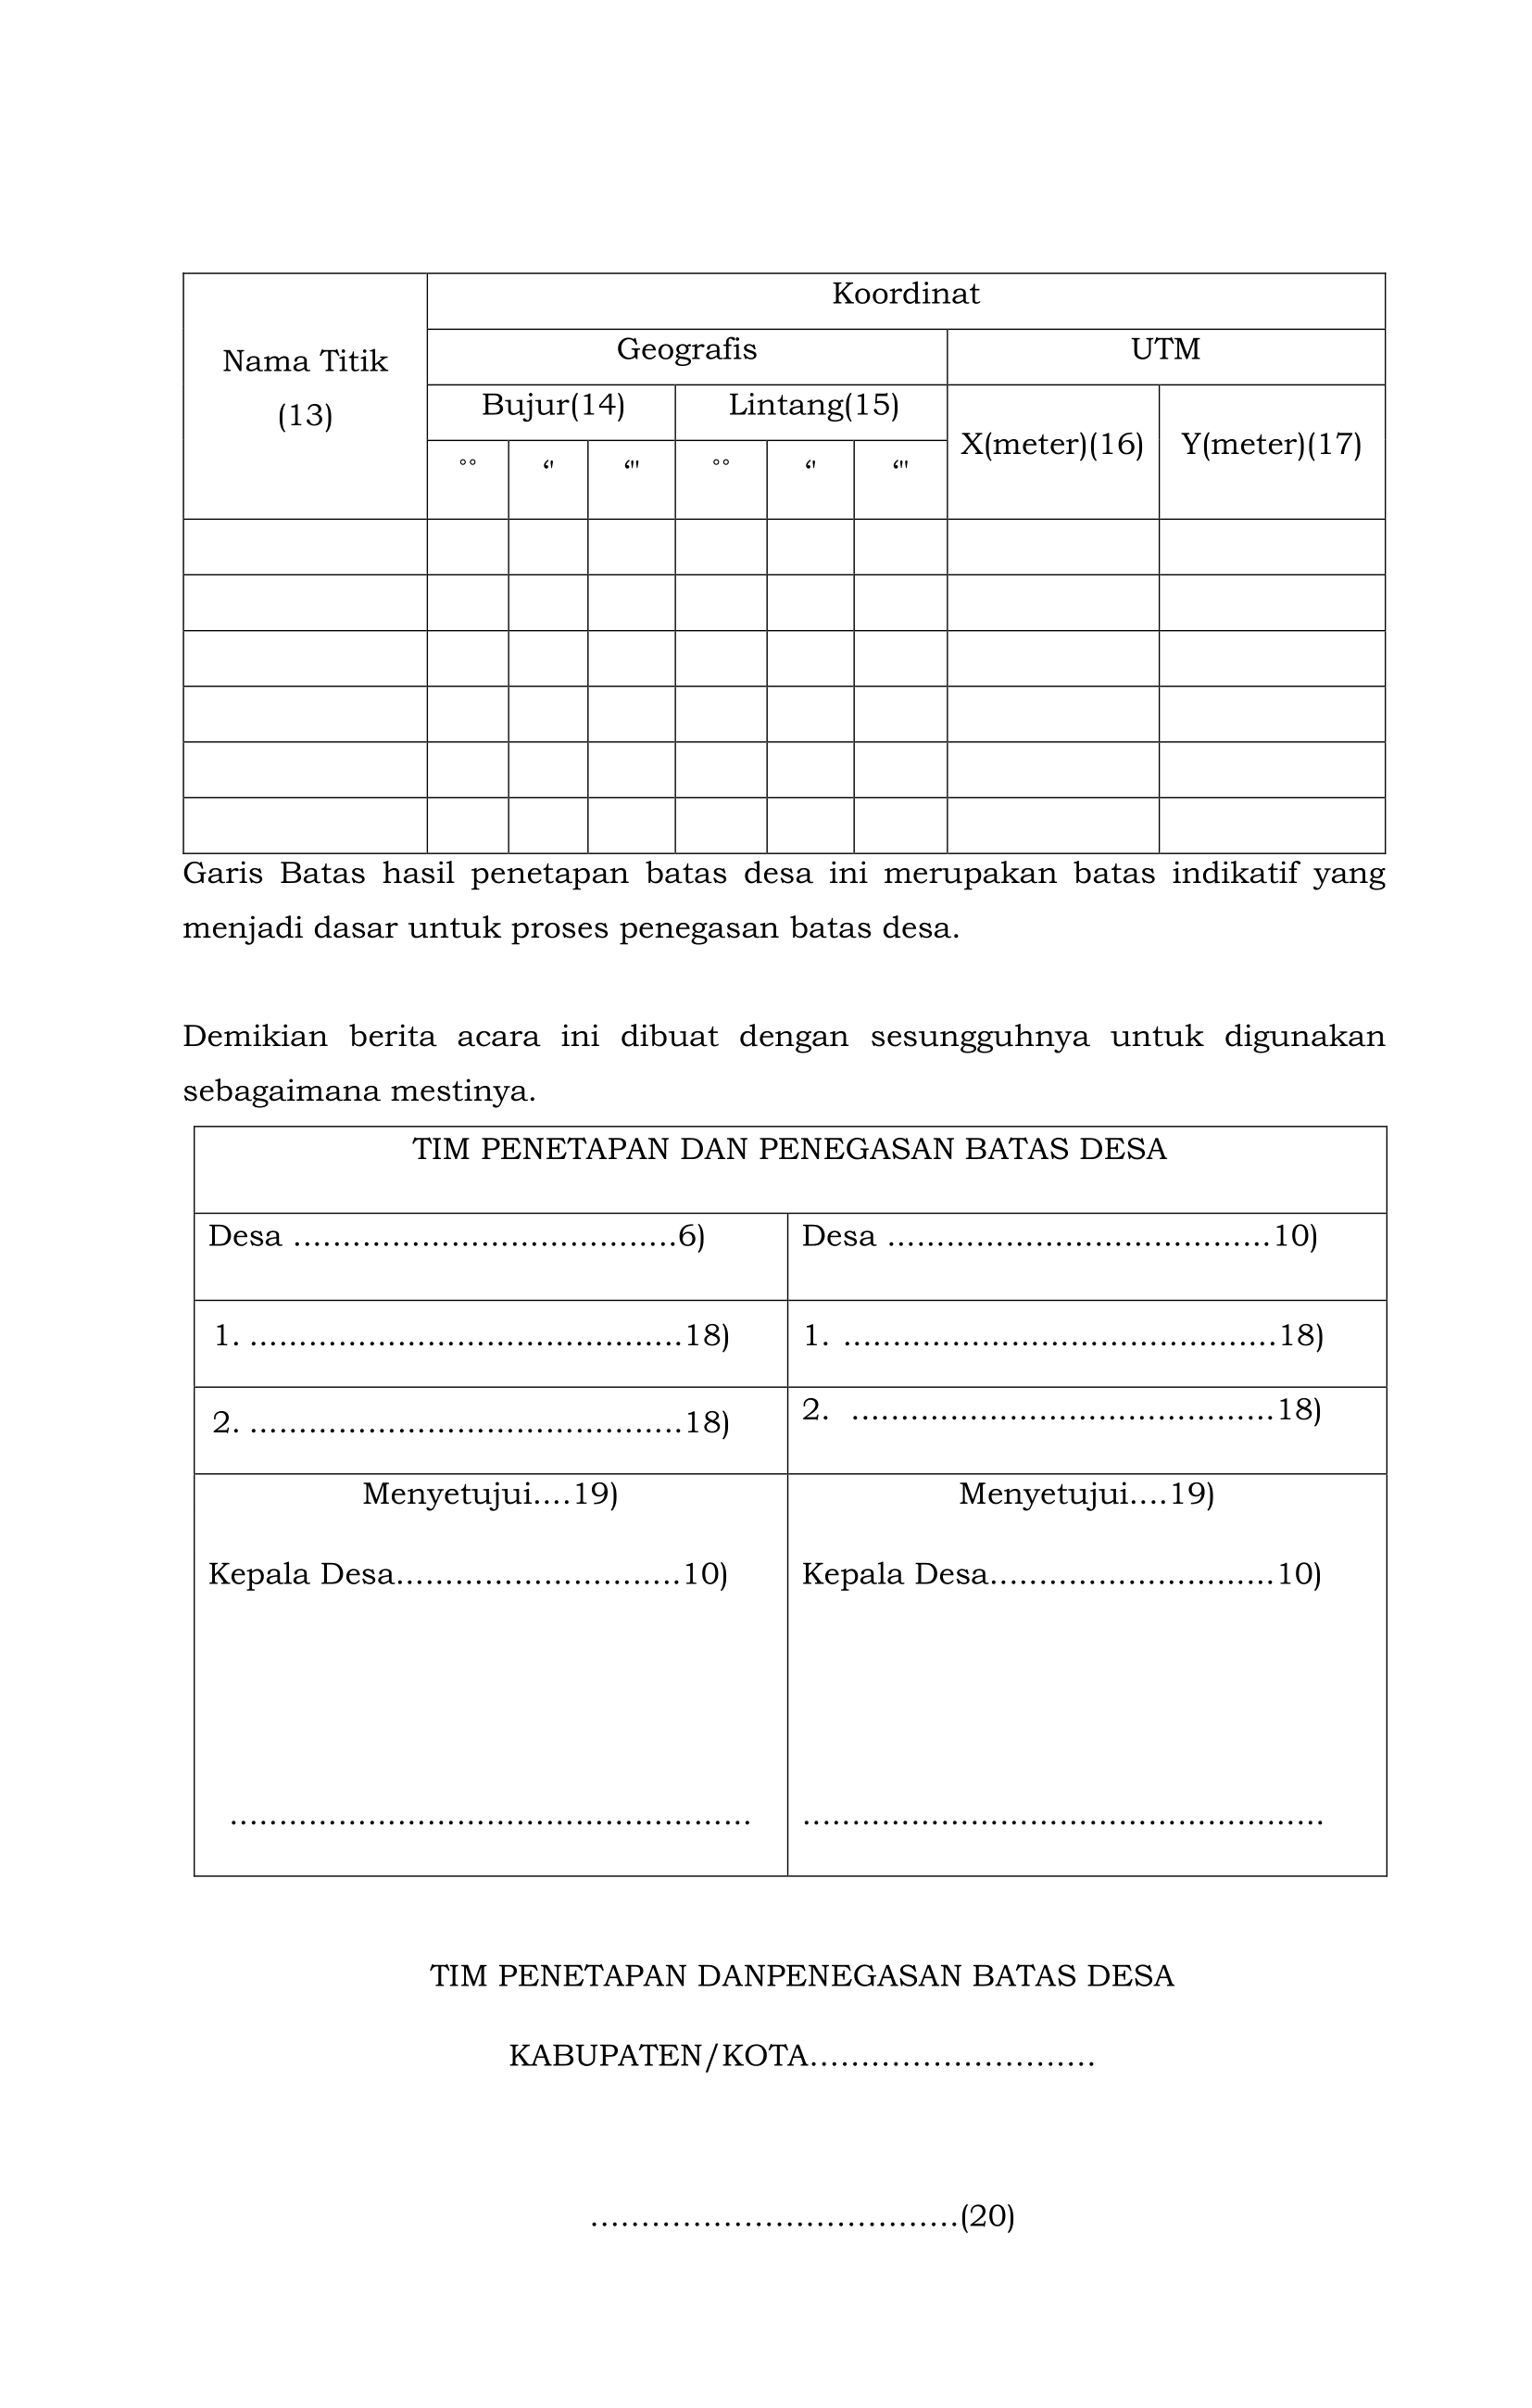 Koordinat
Nama Titik
(13)
Geografis
UTM
Bujur(14)
Lintang(15)
X(meter)(16)
Y(meter)(17)
°° ‘' ‘" °° ‘' ‘"
Garis Batas hasil penetapan batas desa ini merupakan batas indikatif yang
menjadi dasar untuk proses penegasan batas desa.
Demikian berita acara ini dibuat dengan sesungguhnya untuk digunakan
sebagaimana mestinya.
TIM PENETAPAN DAN PENEGASAN BATAS DESA
Desa .......................................6)
Desa .......................................10)
1. ............................................18)
1. ............................................18)
2. ............................................18)
2. ...........................................18)
Menyetujui....19)
Menyetujui....19)
Kepala Desa.............................10)
Kepala Desa.............................10)
.....................................................
.....................................................
TIM PENETAPAN DANPENEGASAN BATAS DESA
KABUPATEN/KOTA............................
....................................(20)